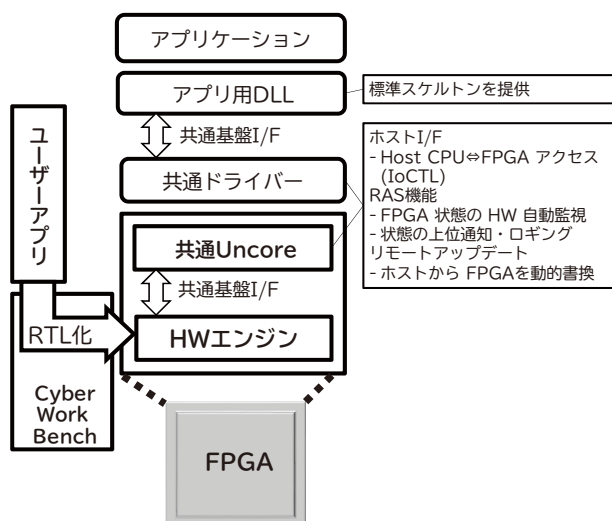 アプリケーション
アプリ用DLL
標準スケルトンを提供
共通基盤I/F
ユーザーアプリ
共通ドライバー
ホストI/F
- Host CPU⇔FPGA アクセス
(IoCTL)
RAS機能
- FPGA 状態の HW 自動監視
- 状態の上位通知・ロギング
リモートアップデート
- ホストから FPGAを動的書換
共通Uncore
共通基盤I/F
RTL化
HWエンジン
Cyber
Work
Bench
FPGA